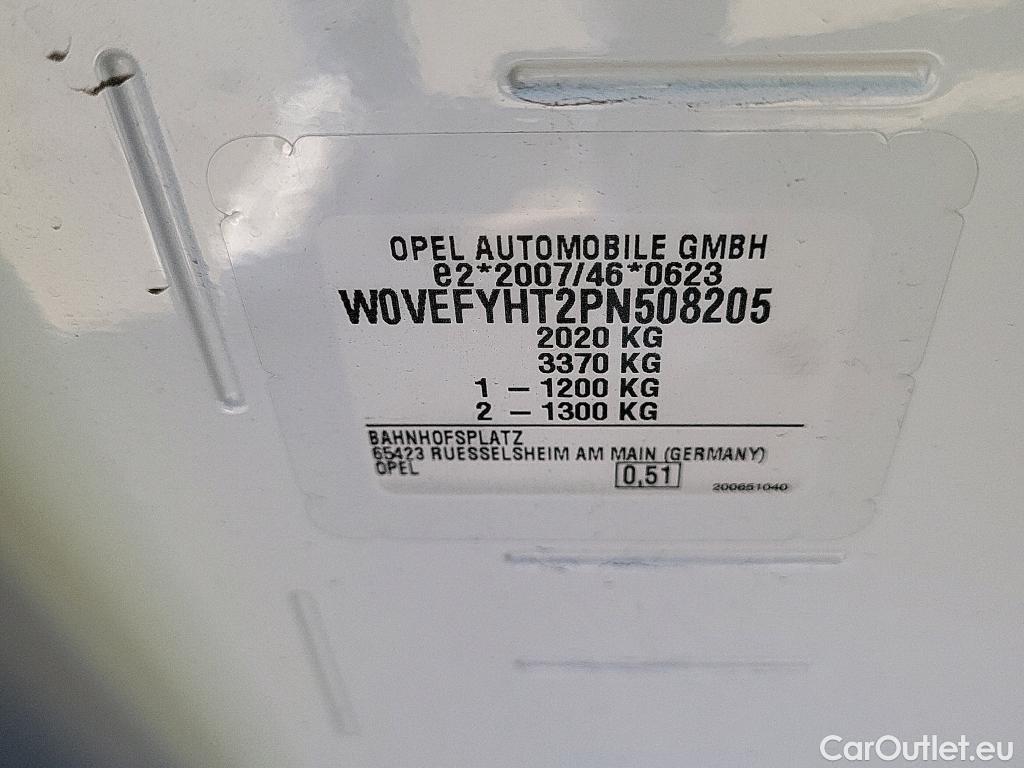 OPEL AUTOMOBILE GMBH
e2*2007/46*0623
W0VEFYHT2PN508205
2020 KG
3370 KG
1 – 1200 KG
2 – 1300 KG
BAHNHOFSPLATZ
65423 RUESSELSHEIM AM MAIN (GERMANY)
OPEL 0,51 200651040
CarOutlet.eu